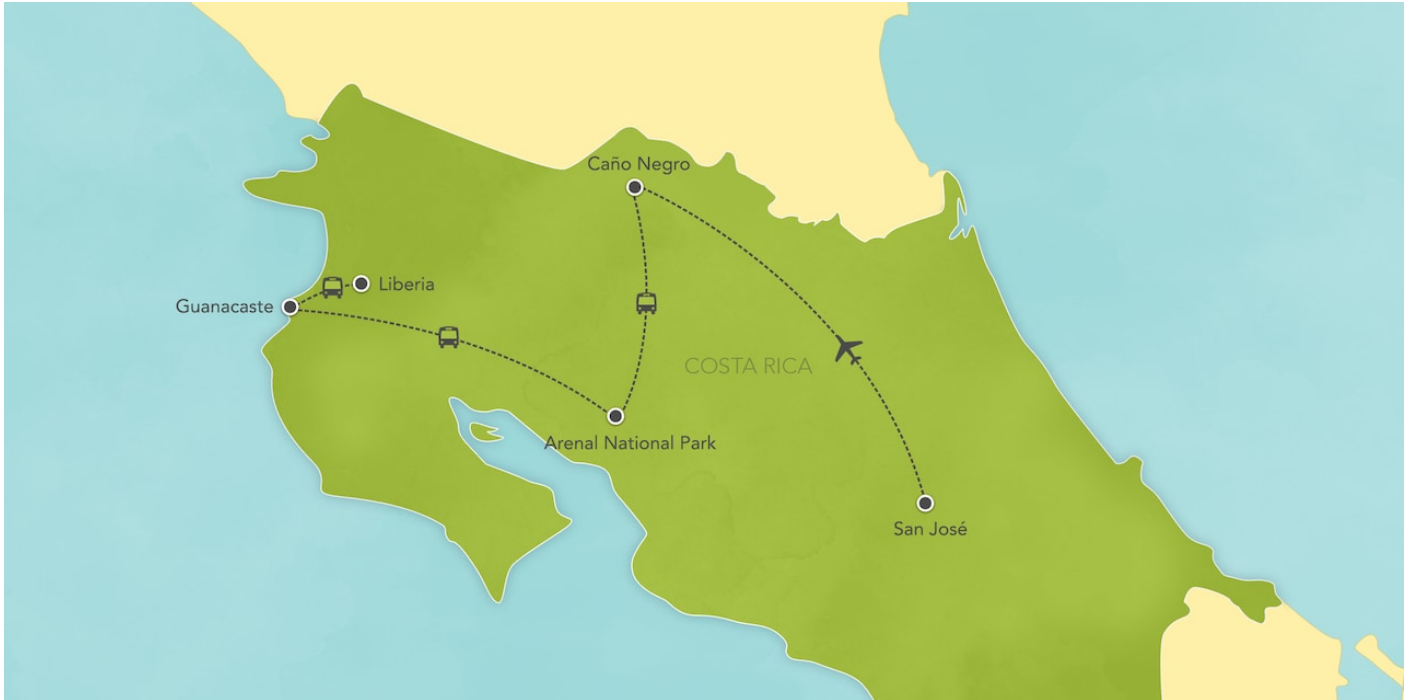 Caño Negro
Liberia
Guanacaste
COSTA RICA
Arenal National Park
San José